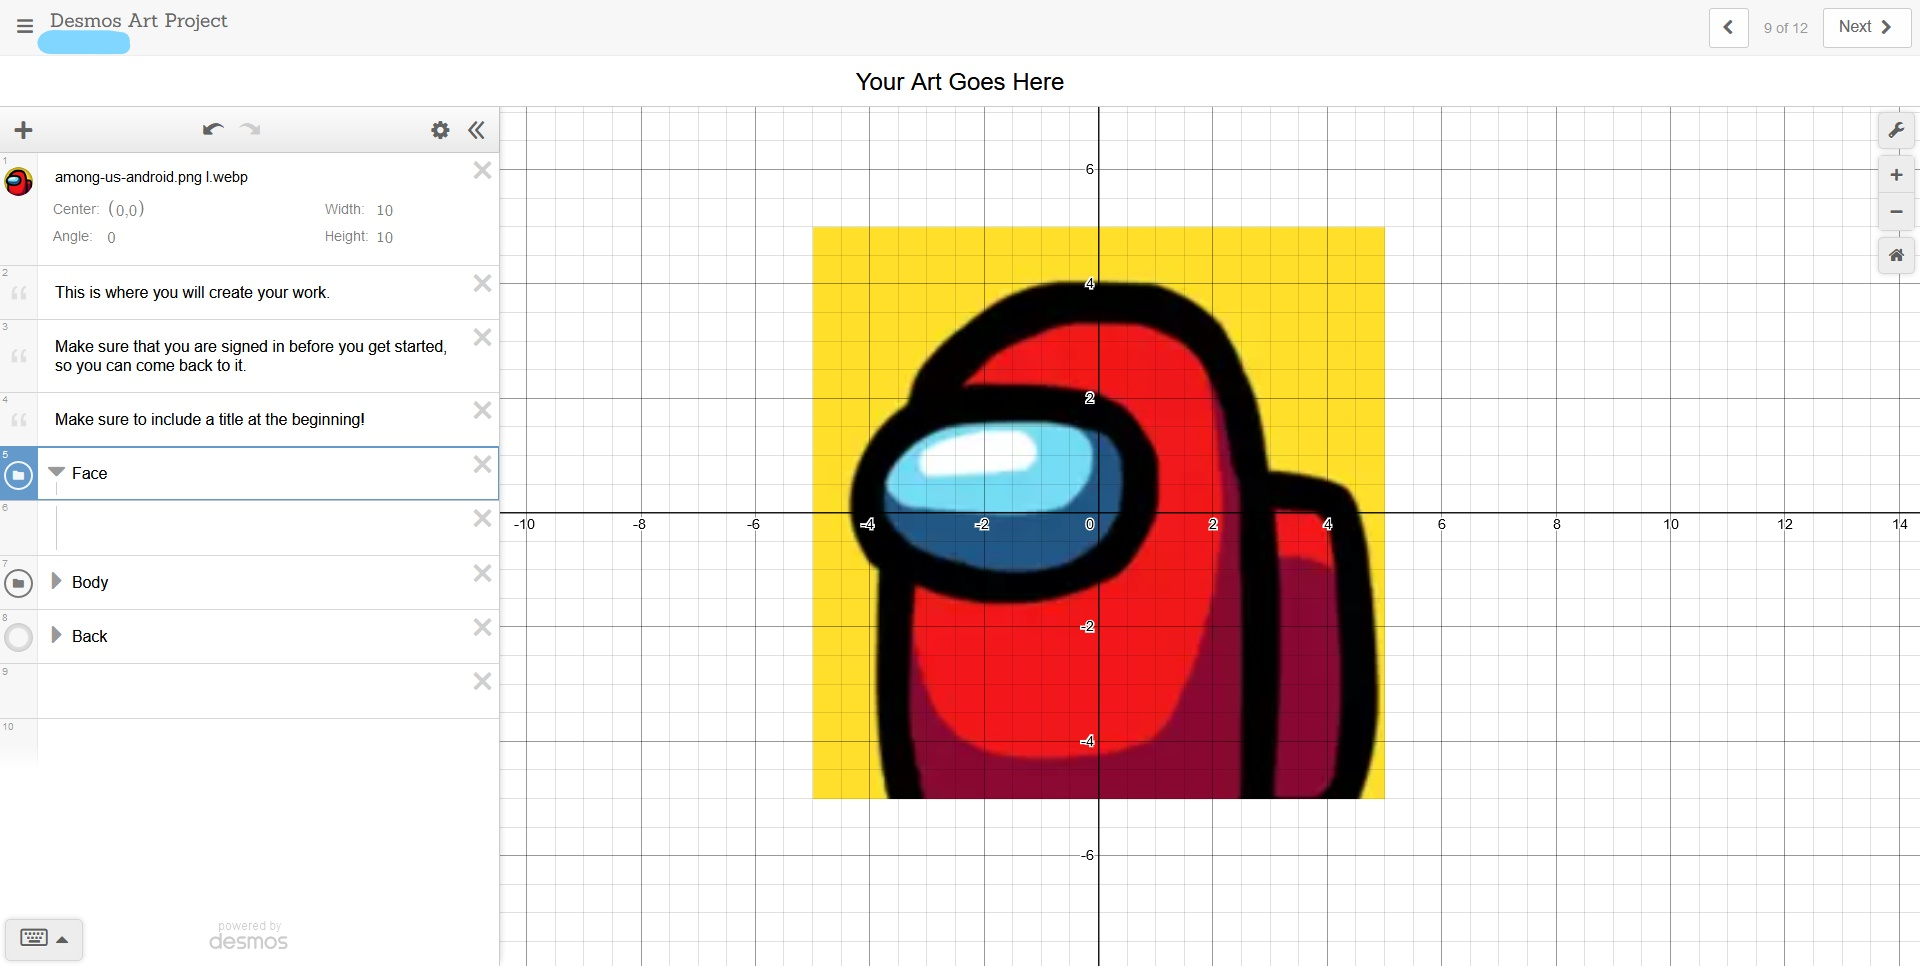 Desmos Art Project
9 of 12
Next
Your Art Goes Here
1
among-us-android.png I.webp
Center: (0,0)
Width: 10
Angle: 0
Height: 10
2
This is where you will create your work.
3
Make sure that you are signed in before you get started,
so you can come back to it.
4
Make sure to include a title at the beginning!
5
Face
6
7
Body
8
Back
9
10
powered by
desmos
6
4
2
-10 -8 -6 -4 -2 0 2 4 6 8 10 12 14
-2
-4
-6